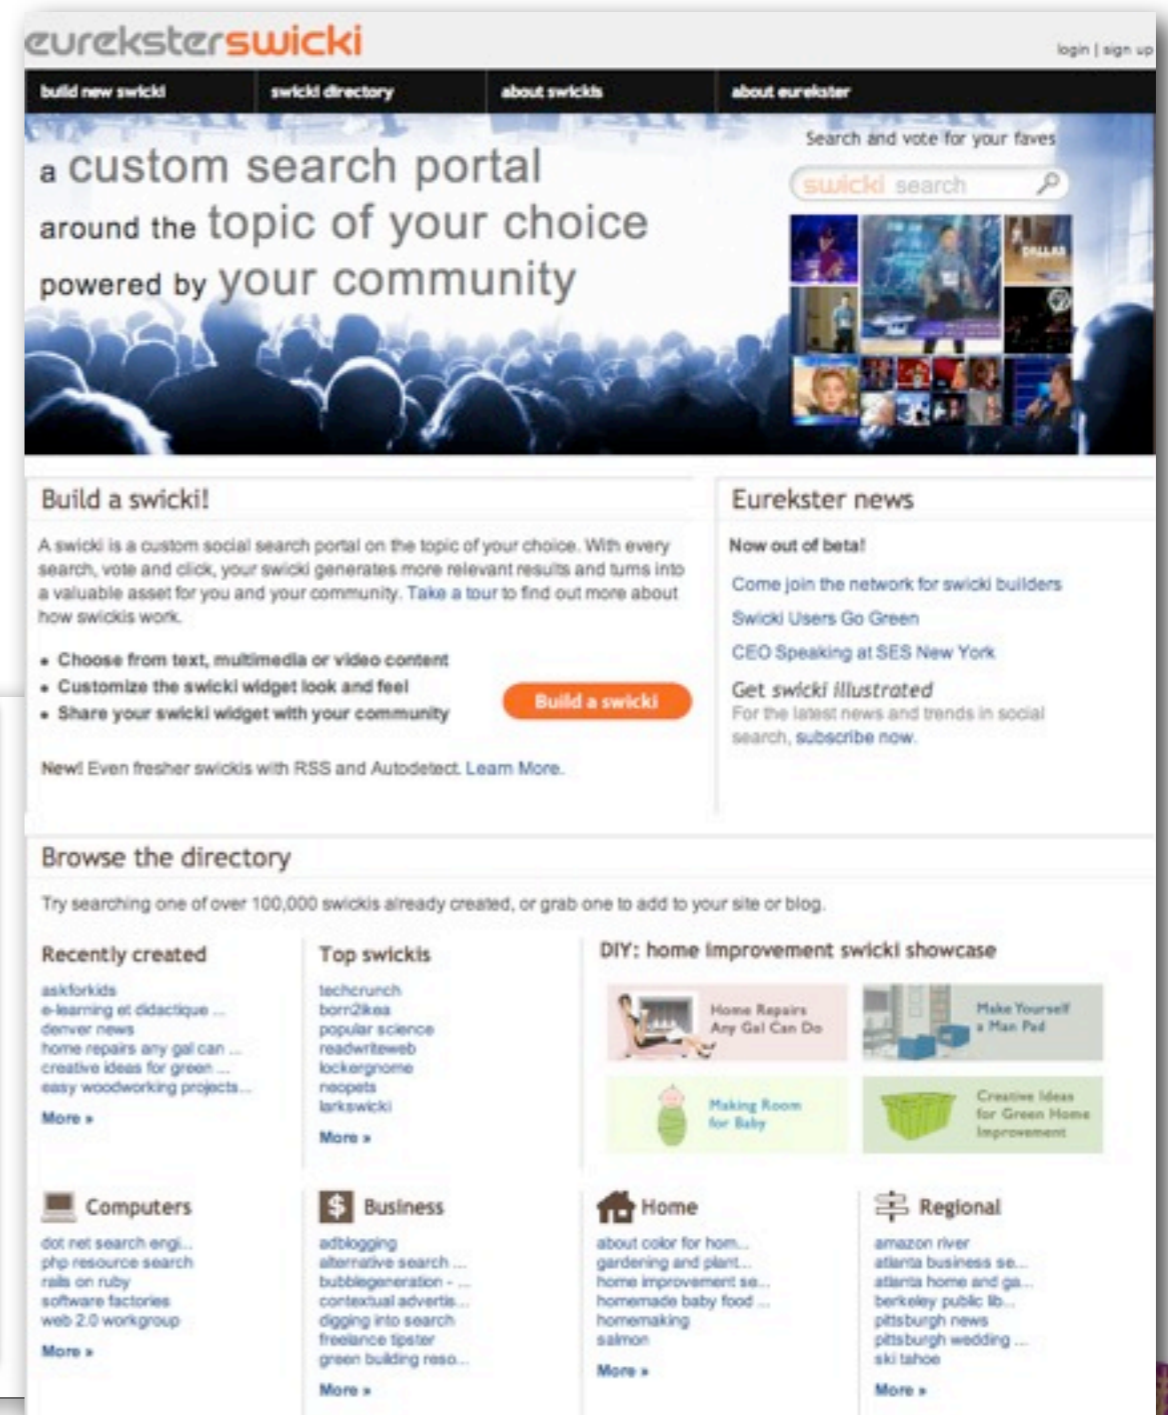 eureksterswicki
login | sign up
build new swicki
swicki directory
about swickis
about eurekster
a custom search portal
around the topic of your choice
powered by your community
Search and vote for your faves
swicki search
DALLAS
Build a swicki!
A swicki is a custom social search portal on the topic of your choice. With every
search, vote and click, your swicki generates more relevant results and turns into
a valuable asset for you and your community. Take a tour to find out more about
how swickis work.
• Choose from text, multimedia or video content
• Customize the swicki widget look and feel
• Share your swicki widget with your community
Build a swicki
New! Even fresher swickis with RSS and Autodetect. Learn More.
Eurekster news
Now out of beta!
Come join the network for swicki builders
Swicki Users Go Green
CEO Speaking at SES New York
Get swicki illustrated
For the latest news and trends in social
search, subscribe now.
Browse the directory
Try searching one of over 100,000 swickis already created, or grab one to add to your site or blog.
Recently created
askforkids
e-learning et didactique ...
denver news
home repairs any gal can ...
creative ideas for green ...
easy woodworking projects...
More »
Top swickis
techcrunch
born2ikea
popular science
readwriteweb
lockergnome
neopets
larkswicki
More »
DIY: home improvement swicki showcase
Home Repairs
Any Gal Can Do
Make Yourself
a Man Pad
Making Room
for Baby
Creative Ideas
for Green Home
Improvement
Computers
dot net search engi...
php resource search
rails on ruby
software factories
web 2.0 workgroup
More »
$ Business
adblogging
alternative search ...
bubblegeneration - ...
contextual advertis...
digging into search
freelance tipster
green building reso...
More »
Home
about color for hom...
gardening and plant...
home improvement se...
homemade baby food ...
homemaking
salmon
More »
Regional
amazon river
atlanta business se...
atlanta home and ga...
berkeley public lib...
pittsburgh news
pittsburgh wedding ...
ski tahoe
More »